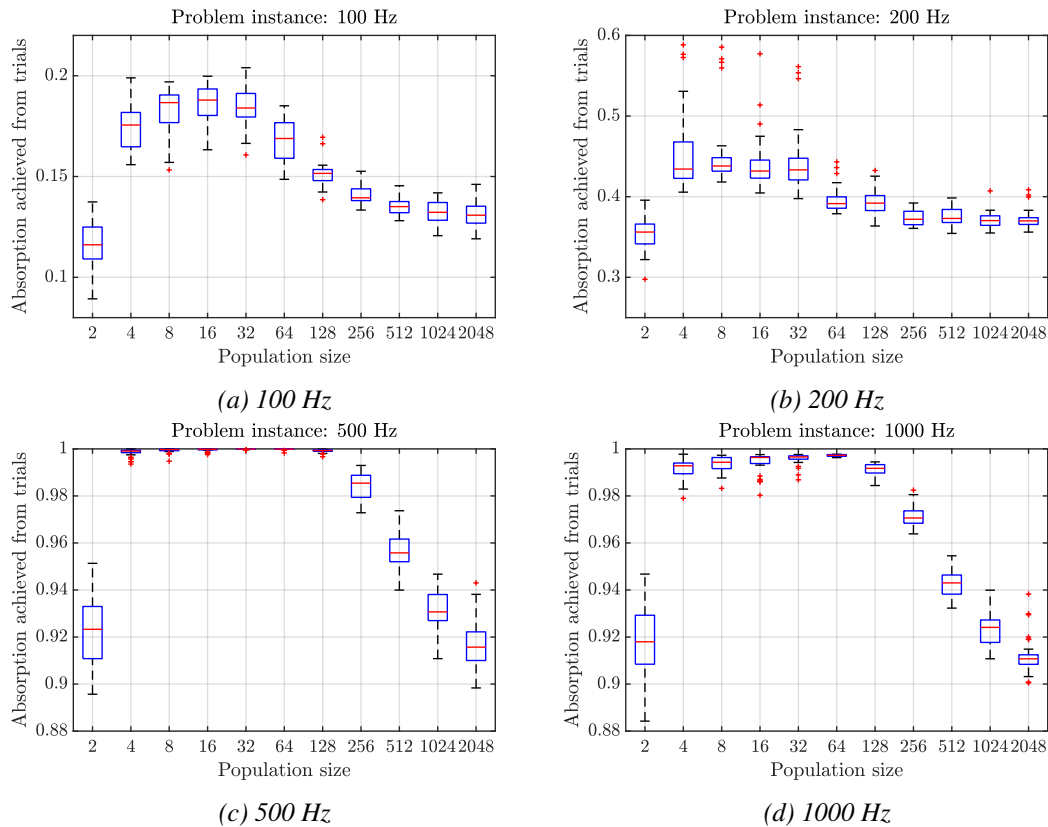 Problem instance: 100 Hz
Absorption achieved from trials
0.2
0.15
0.1
2 4 8 16 32 64 128 256 512 1024 2048
Population size
(a) 100 Hz
Problem instance: 200 Hz
Absorption achieved from trials
0.6
0.5
0.4
0.3
2 4 8 16 32 64 128 256 512 1024 2048
Population size
(b) 200 Hz
Problem instance: 500 Hz
Absorption achieved from trials
1
0.98
0.96
0.94
0.92
0.9
0.88
2 4 8 16 32 64 128 256 512 1024 2048
Population size
(c) 500 Hz
Problem instance: 1000 Hz
Absorption achieved from trials
1
0.98
0.96
0.94
0.92
0.9
0.88
2 4 8 16 32 64 128 256 512 1024 2048
Population size
(d) 1000 Hz